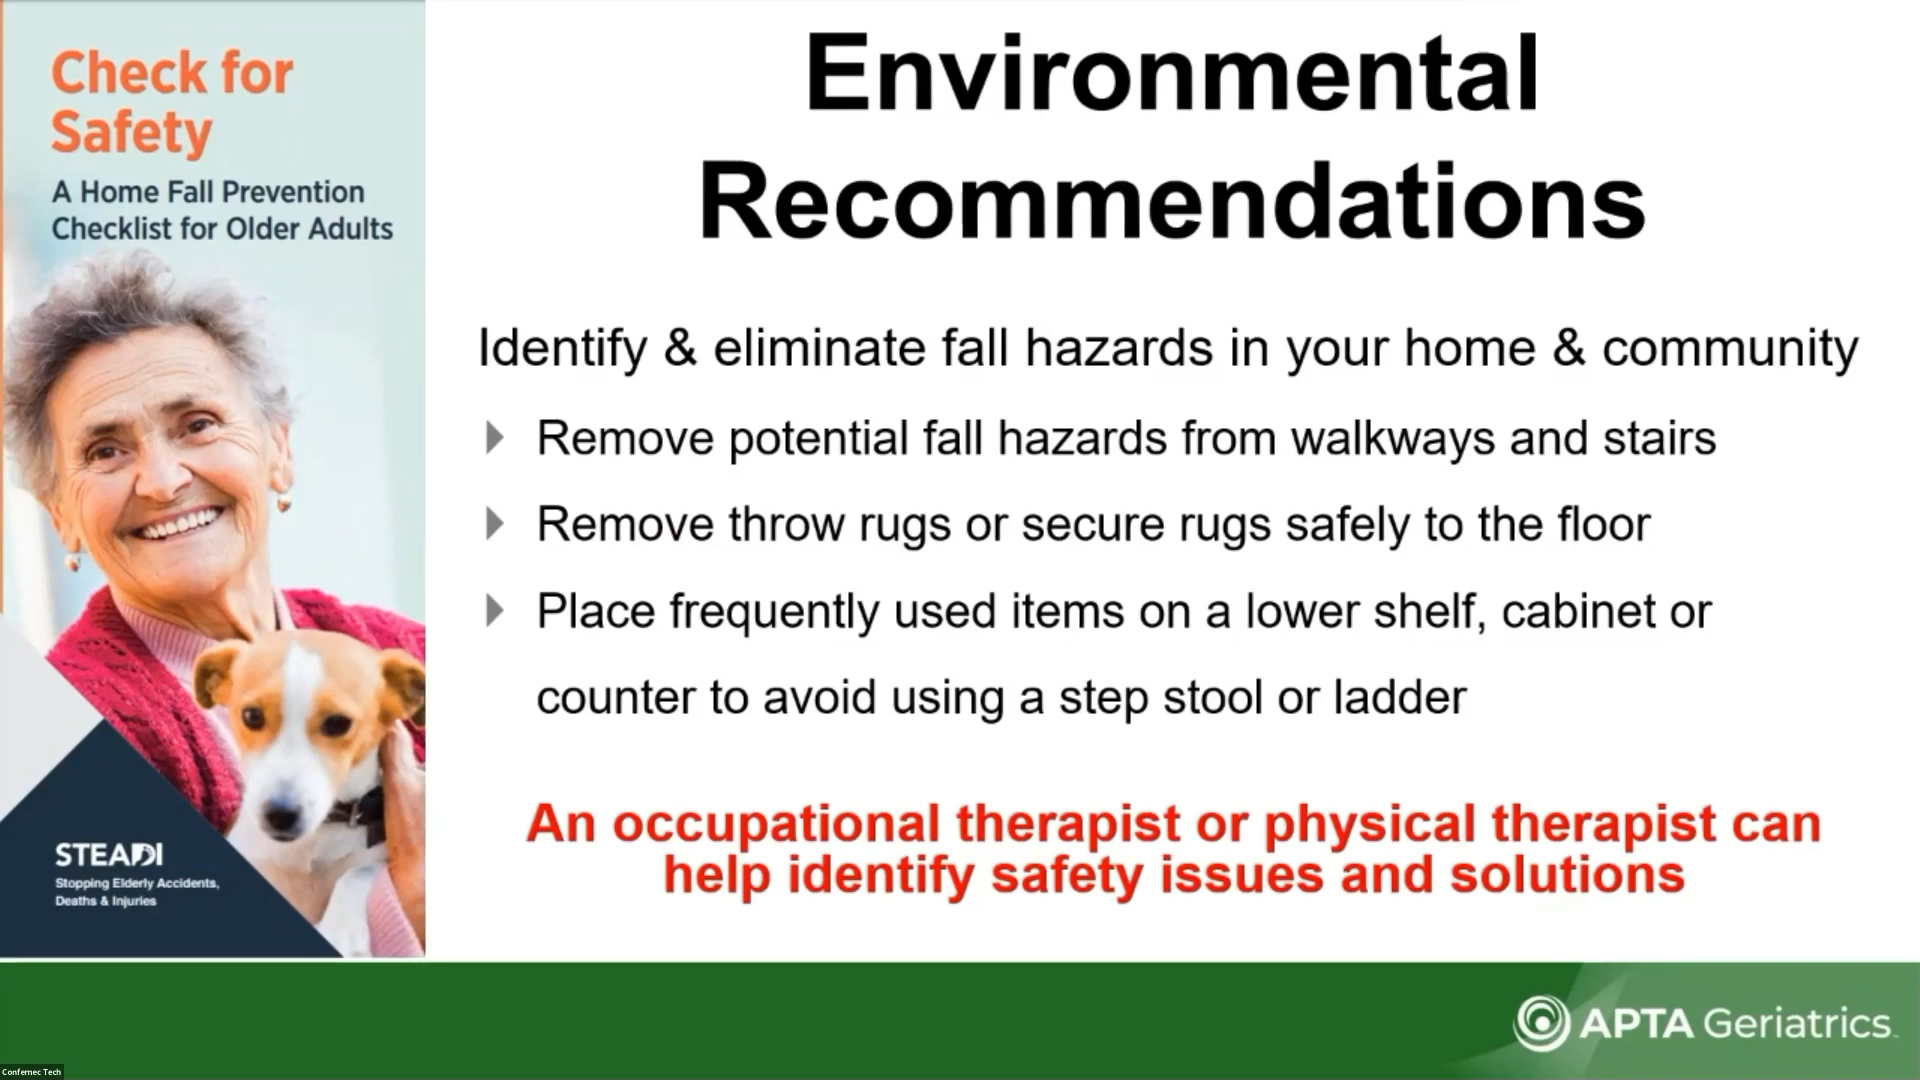 Check for
Safety
A Home Fall Prevention
Checklist for Older Adults
STEADI
Stopping Elderly Accidents,
Deaths & Injuries
Environmental
Recommendations
Identify & eliminate fall hazards in your home & community
Remove potential fall hazards from walkways and stairs
Remove throw rugs or secure rugs safely to the floor
Place frequently used items on a lower shelf, cabinet or
counter to avoid using a step stool or ladder
An occupational therapist or physical therapist can
help identify safety issues and solutions
APTA Geriatrics
Confernec Tech